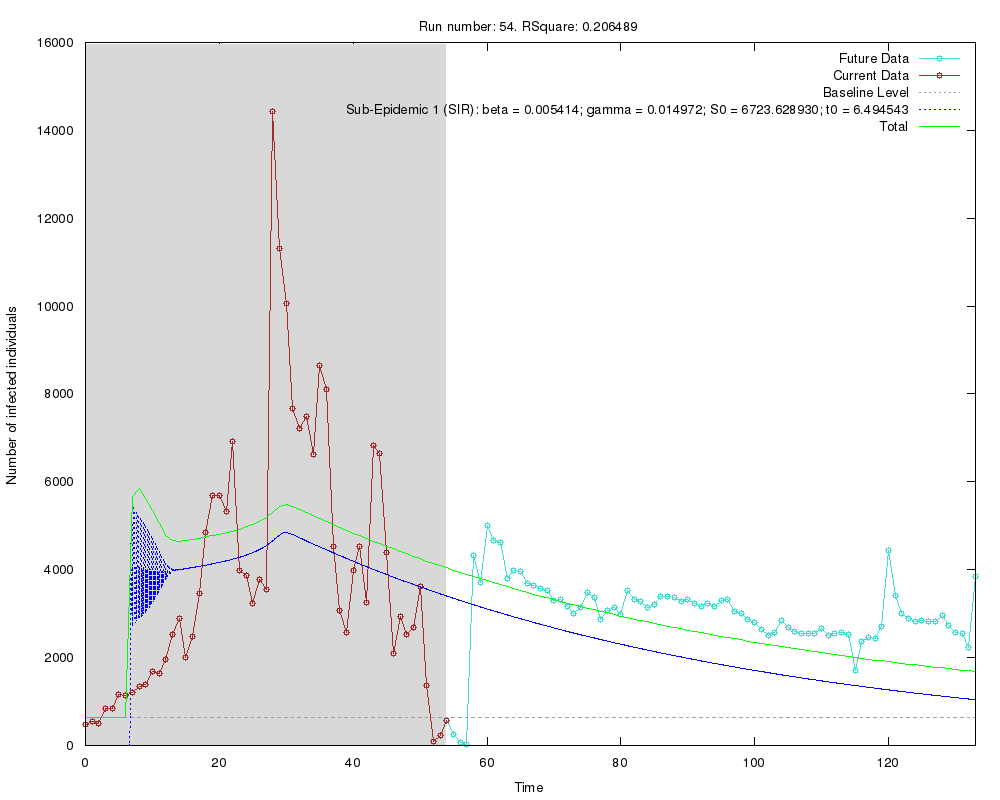 Run number: 54. RSquare: 0.206489
16000
14000
12000
10000
8000
6000
4000
2000
0
Number of infected individuals
Future Data
Current Data
Baseline Level
Sub-Epidemic 1 (SIR): beta = 0.005414; gamma = 0.014972; S0 = 6723.628930; t0 = 6.494543
Total
0 20 40 60 80 100 120
Time